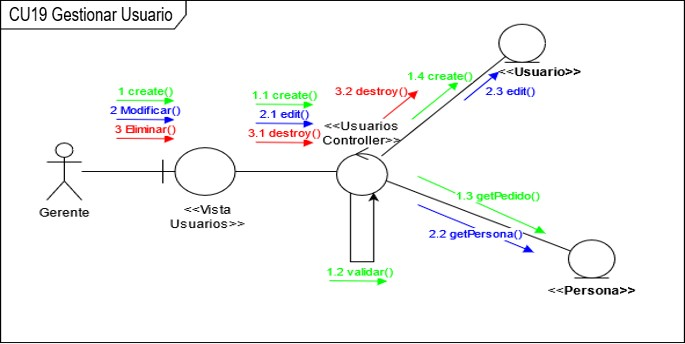 CU19 Gestionar Usuario
1 create()
2 Modificar()
3 Eliminar()
Gerente
<<Vista
Usuarios>>
1.1 create()
2.1 edit()
3.1 destroy()
<<Usuarios
Controller>>
3.2 destroy()
1.4 create()
2.3 edit()
<<Usuario>>
1.3 getPedido()
2.2 getPersona()
1.2 validar()
<<Persona>>